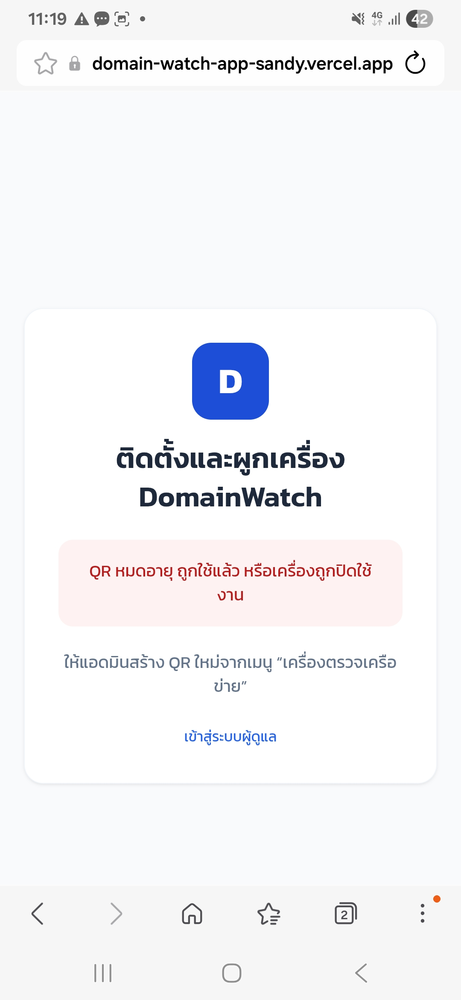 11:19
4G
42
domain-watch-app-sandy.vercel.app
D
ติดตั้งและผูกเครื่อง
DomainWatch
QR หมดอายุ ถูกใช้แล้ว หรือเครื่องถูกปิดใช้
งาน
ให้แอดมินสร้าง QR ใหม่จากเมนู “เครื่องตรวจเครือ
ข่าย”
เข้าสู่ระบบผู้ดูแล
2